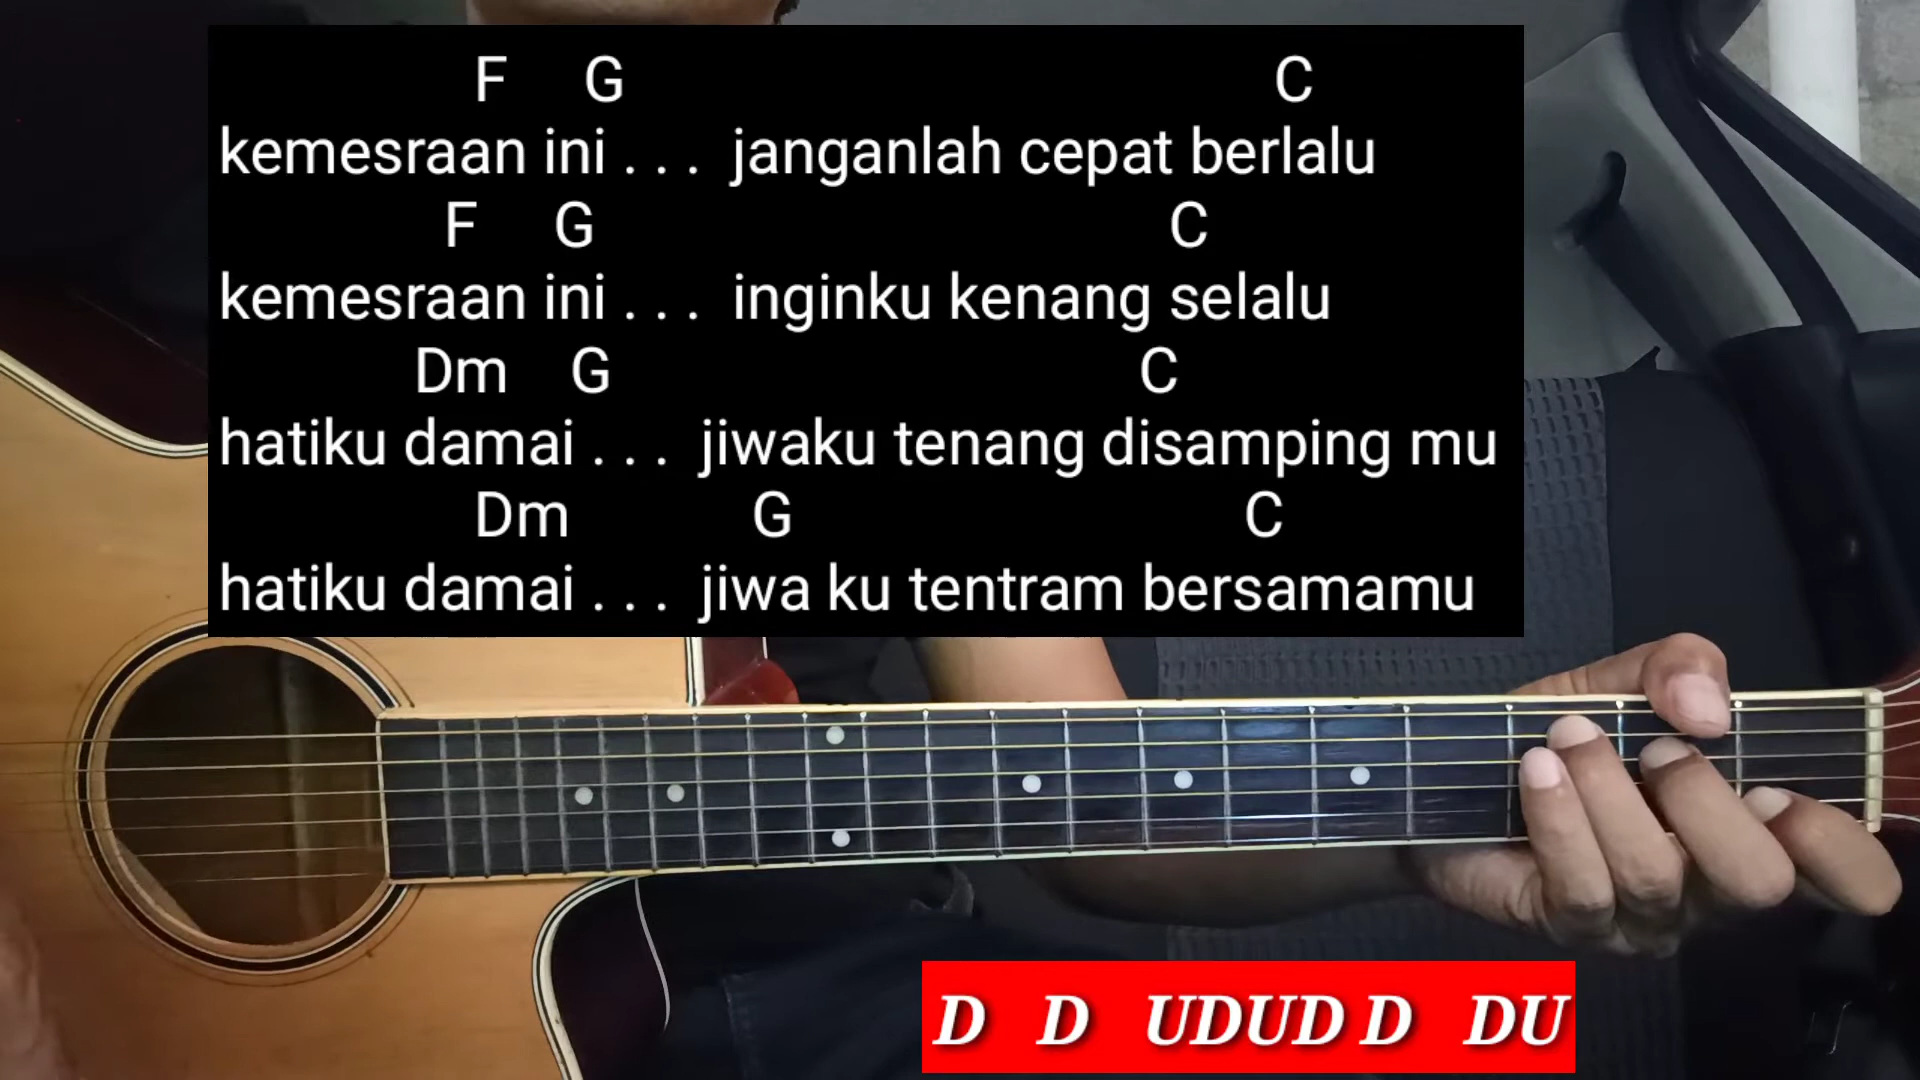 F G C
kemesraan ini . . . janganlah cepat berlalu
F G C
kemesraan ini . . . inginku kenang selalu
Dm G C
hatiku damai . . . jiwaku tenang disamping mu
Dm G C
hatiku damai . . . jiwa ku tentram bersamamu
D D UDUD D DU